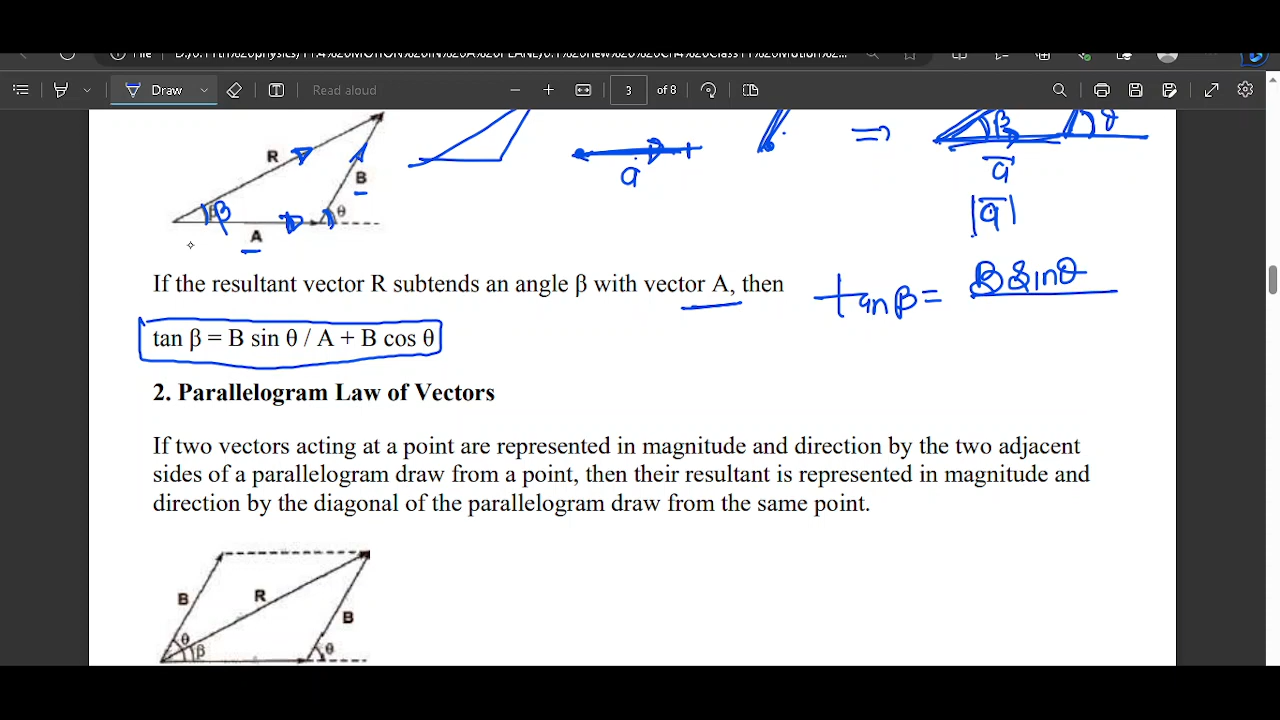 Draw
Read aloud
3 of 8
R
B
β
β
θ
A
a
β
θ
a
|a|
If the resultant vector R subtends an angle β with vector A, then
tan β = B sin θ
tan β = B sin θ / A + B cos θ
2. Parallelogram Law of Vectors
If two vectors acting at a point are represented in magnitude and direction by the two adjacent
sides of a parallelogram draw from a point, then their resultant is represented in magnitude and
direction by the diagonal of the parallelogram draw from the same point.
B
R
B
θ
β
θ